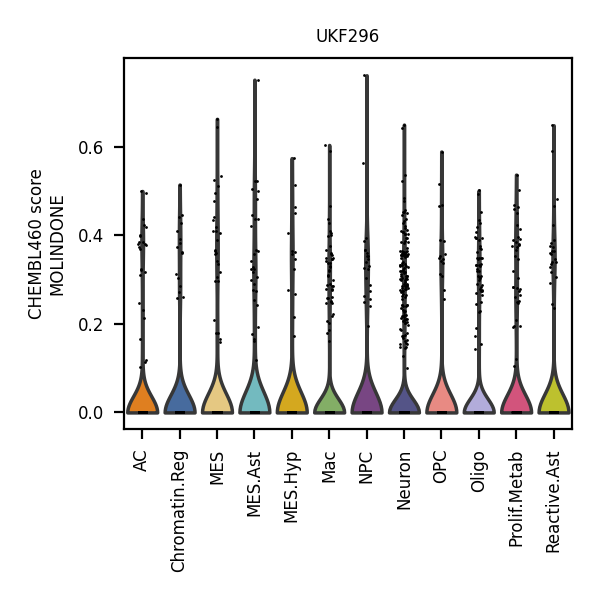 UKF296
CHEMBL460 score
MOLINDONE
0.6
0.4
0.2
0.0
AC
Chromatin.Reg
MES
MES.Ast
MES.Hyp
Mac
NPC
Neuron
OPC
Oligo
Prolif.Metab
Reactive.Ast